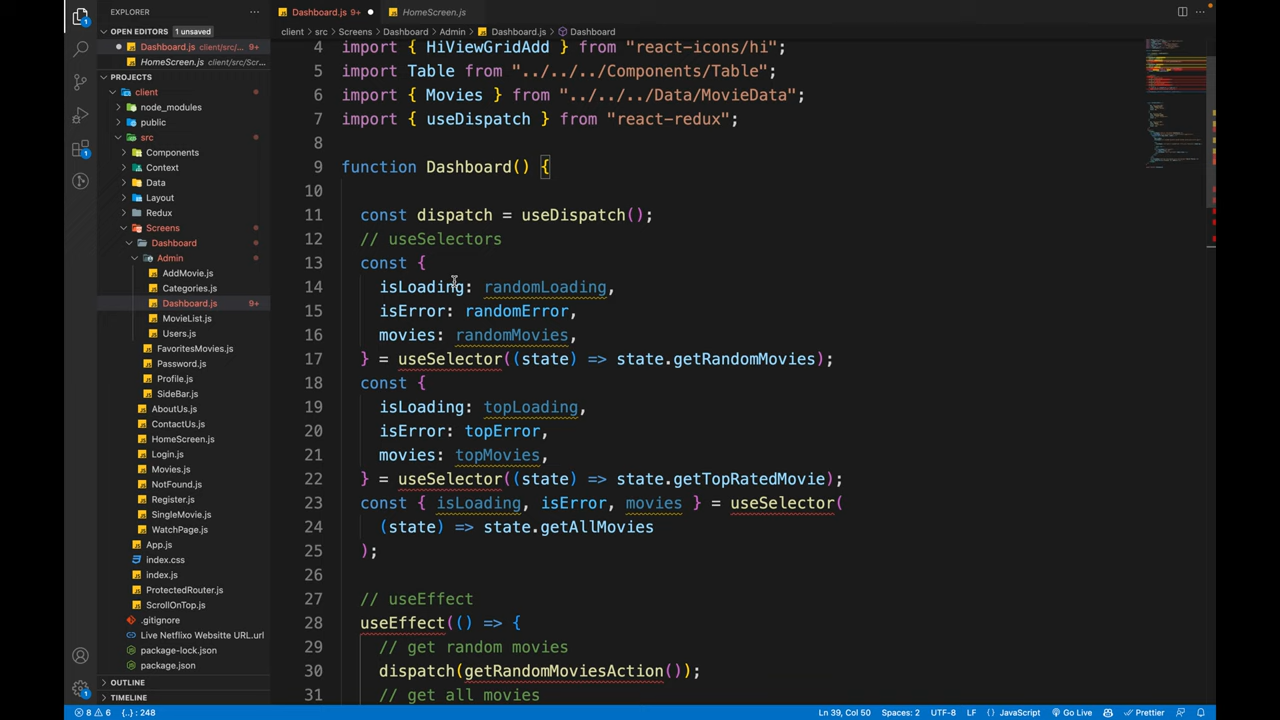 EXPLORER
OPEN EDITORS 1 unsaved
Dashboard.js client/src/... 9+
HomeScreen.js client/src/Scr...
PROJECTS
client
node_modules
public
src
Components
Context
Data
Layout
Redux
Screens
Dashboard
Admin
AddMovie.js
Categories.js
Dashboard.js 9+
MovieList.js
Users.js
FavoritesMovies.js
Password.js
Profile.js
SideBar.js
AboutUs.js
ContactUs.js
HomeScreen.js
Login.js
Movies.js
NotFound.js
Register.js
SingleMovie.js
WatchPage.js
App.js
index.css
index.js
ProtectedRouter.js
ScrollOnTop.js
.gitignore
Live Netflixo Websitte URL.url
package-lock.json
package.json
OUTLINE
TIMELINE
Dashboard.js 9+ HomeScreen.js
client > src > Screens > Dashboard > Admin > Dashboard.js > Dashboard
4 import { HiViewGridAdd } from "react-icons/hi";
5 import Table from "../../../Components/Table";
6 import { Movies } from "../../../Data/MovieData";
7 import { useDispatch } from "react-redux";
8
9 function Dashboard() {
10
11 const dispatch = useDispatch();
12 // useSelectors
13 const {
14 isLoading: randomLoading,
15 isError: randomError,
16 movies: randomMovies,
17 } = useSelector((state) => state.getRandomMovies);
18 const {
19 isLoading: topLoading,
20 isError: topError,
21 movies: topMovies,
22 } = useSelector((state) => state.getTopRatedMovie);
23 const { isLoading, isError, movies } = useSelector(
24 (state) => state.getAllMovies
25 );
26
27 // useEffect
28 useEffect(() => {
29 // get random movies
30 dispatch(getRandomMoviesAction());
31 // get all movies
8 6 {..}: 248 Ln 39, Col 50 Spaces: 2 UTF-8 LF {} JavaScript Go Live Prettier